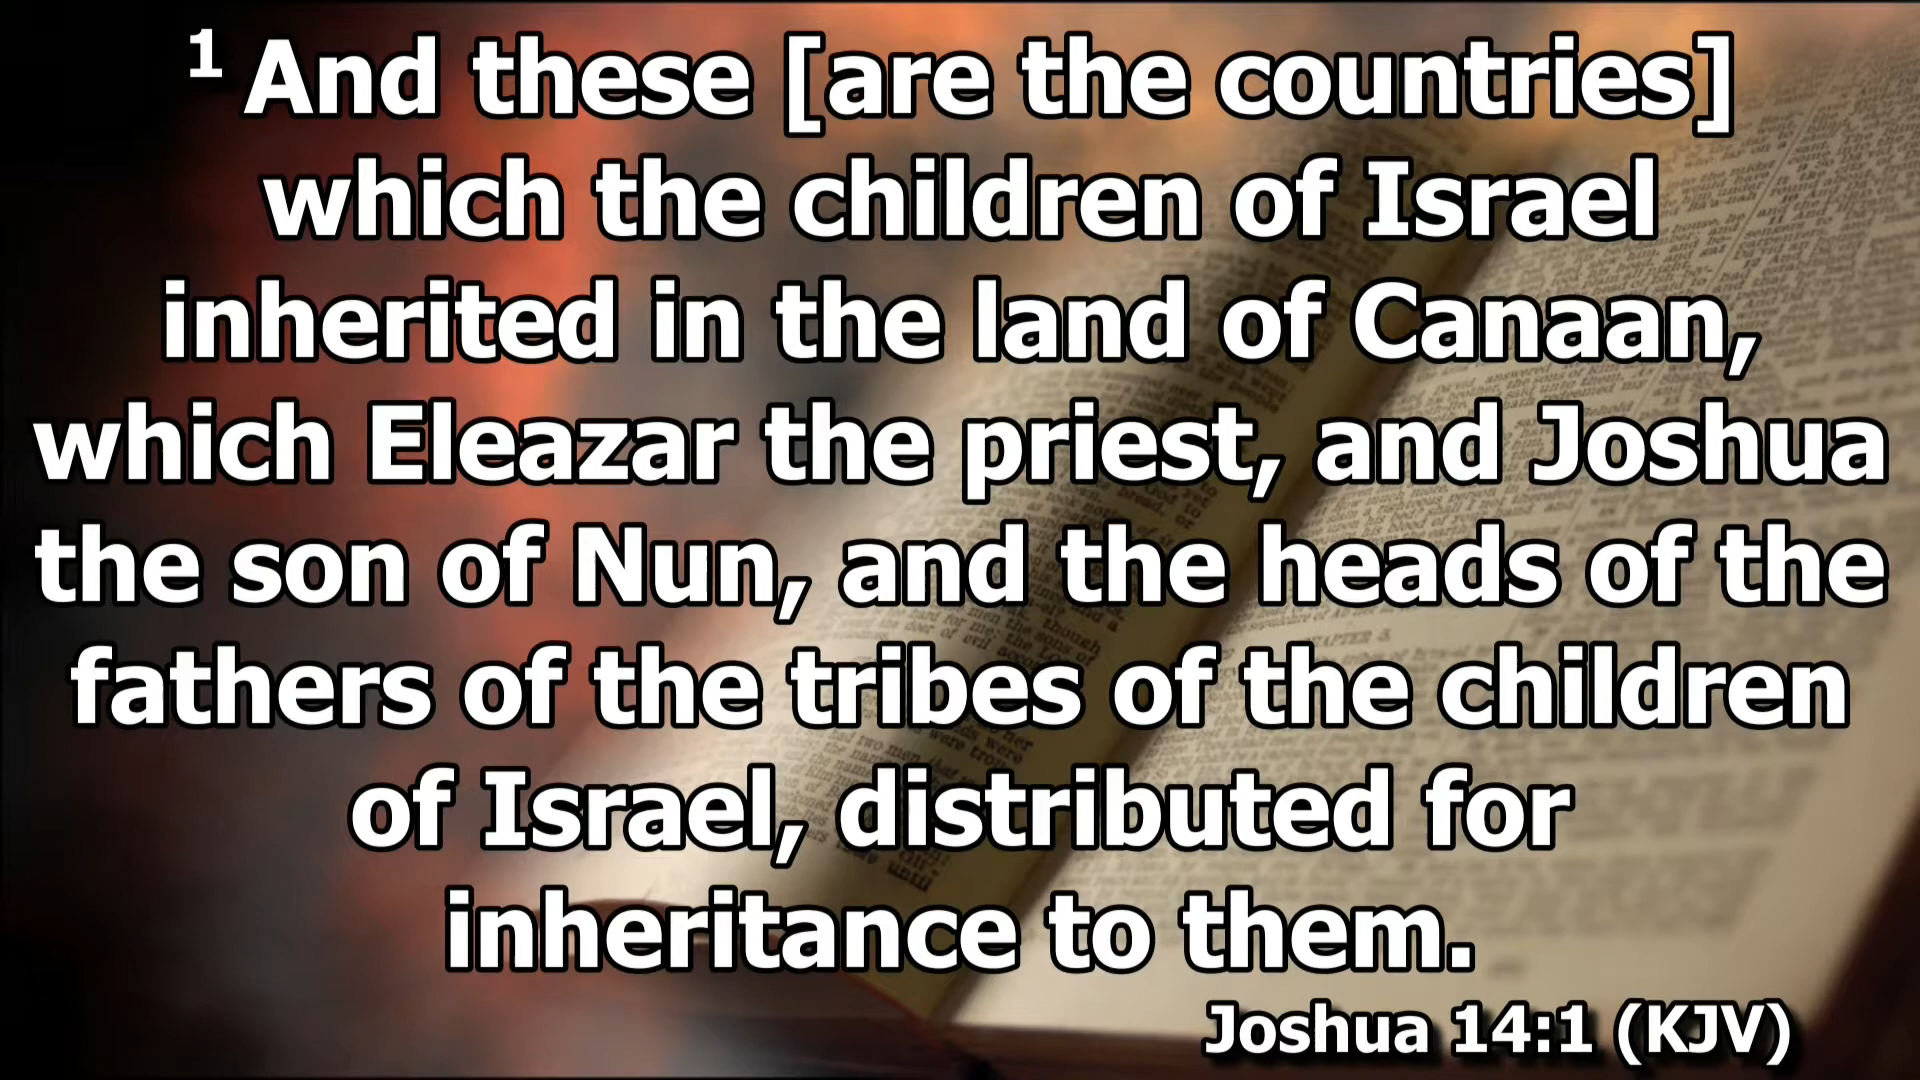 1 And these [are the countries]
which the children of Israel
inherited in the land of Canaan,
which Eleazar the priest, and Joshua
the son of Nun, and the heads of the
fathers of the tribes of the children
of Israel, distributed for
inheritance to them.
Joshua 14:1 (KJV)